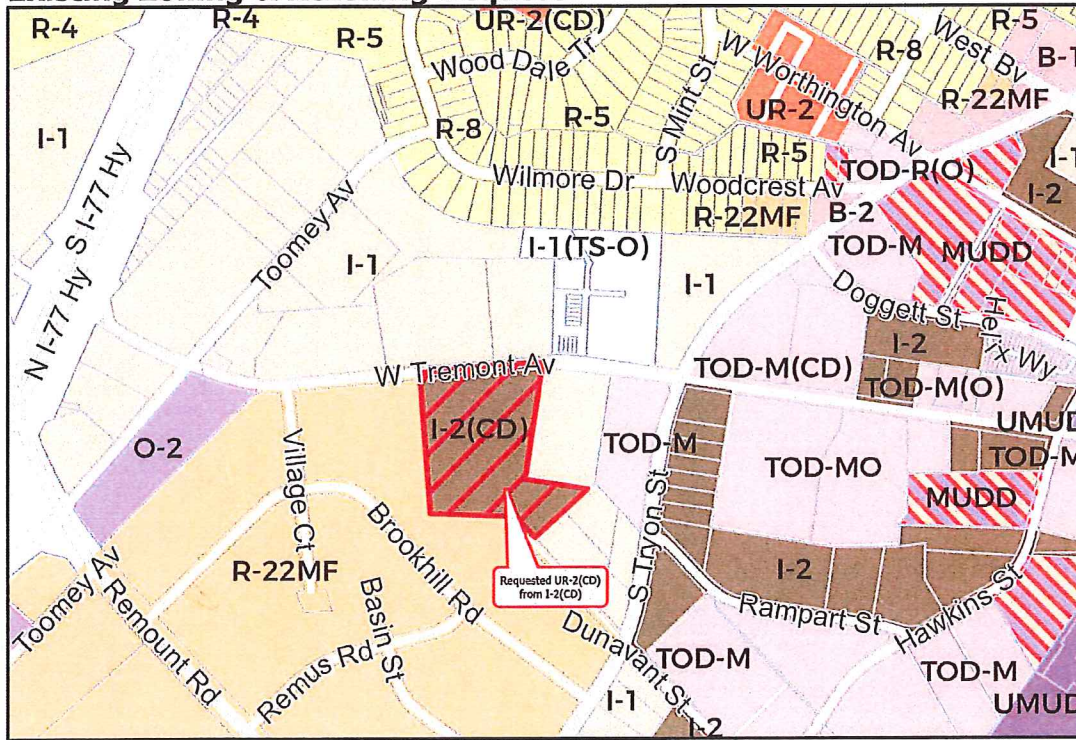 R-4
R-4
R-5
UR-2(CD)
R-5
West Bv
B-1
I-1
Wood Dale Tr
S Mint St
W Worthington Av
R-8
R-22MF
R-8
R-5
UR-2
R-5
I-1
I-2
S I-77 Hy
N I-77 Hy
Toomey Av
Wilmore Dr
Woodcrest Av
TOD-R(O)
R-22MF
B-2
TOD-M
MUDD
I-1
I-1(TS-O)
I-1
Doggett St
Helix Wy
I-2
W Tremont Av
TOD-M(CD)
TOD-M(O)
UMUD
I-2(CD)
O-2
Village Ct
TOD-M
S Tryon St
TOD-MO
TOD-M
MUDD
Brookhill Rd
R-22MF
Requested UR-2(CD)
from I-2(CD)
I-2
Basin St
Rampart St
Hawkins St
Toomey Av
Remount Rd
Remus Rd
Dunavant St
TOD-M
TOD-M
I-1
I-2
UMUD